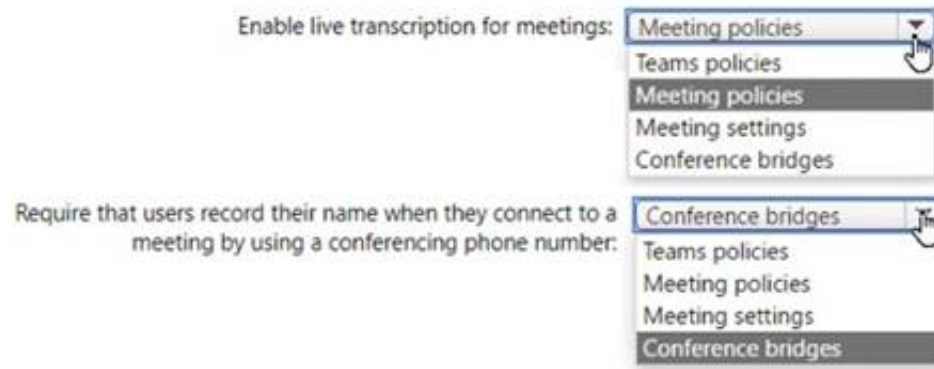 Enable live transcription for meetings: Meeting policies
Teams policies
Meeting policies
Meeting settings
Conference bridges
Require that users record their name when they connect to a
meeting by using a conferencing phone number: Conference bridges
Teams policies
Meeting policies
Meeting settings
Conference bridges